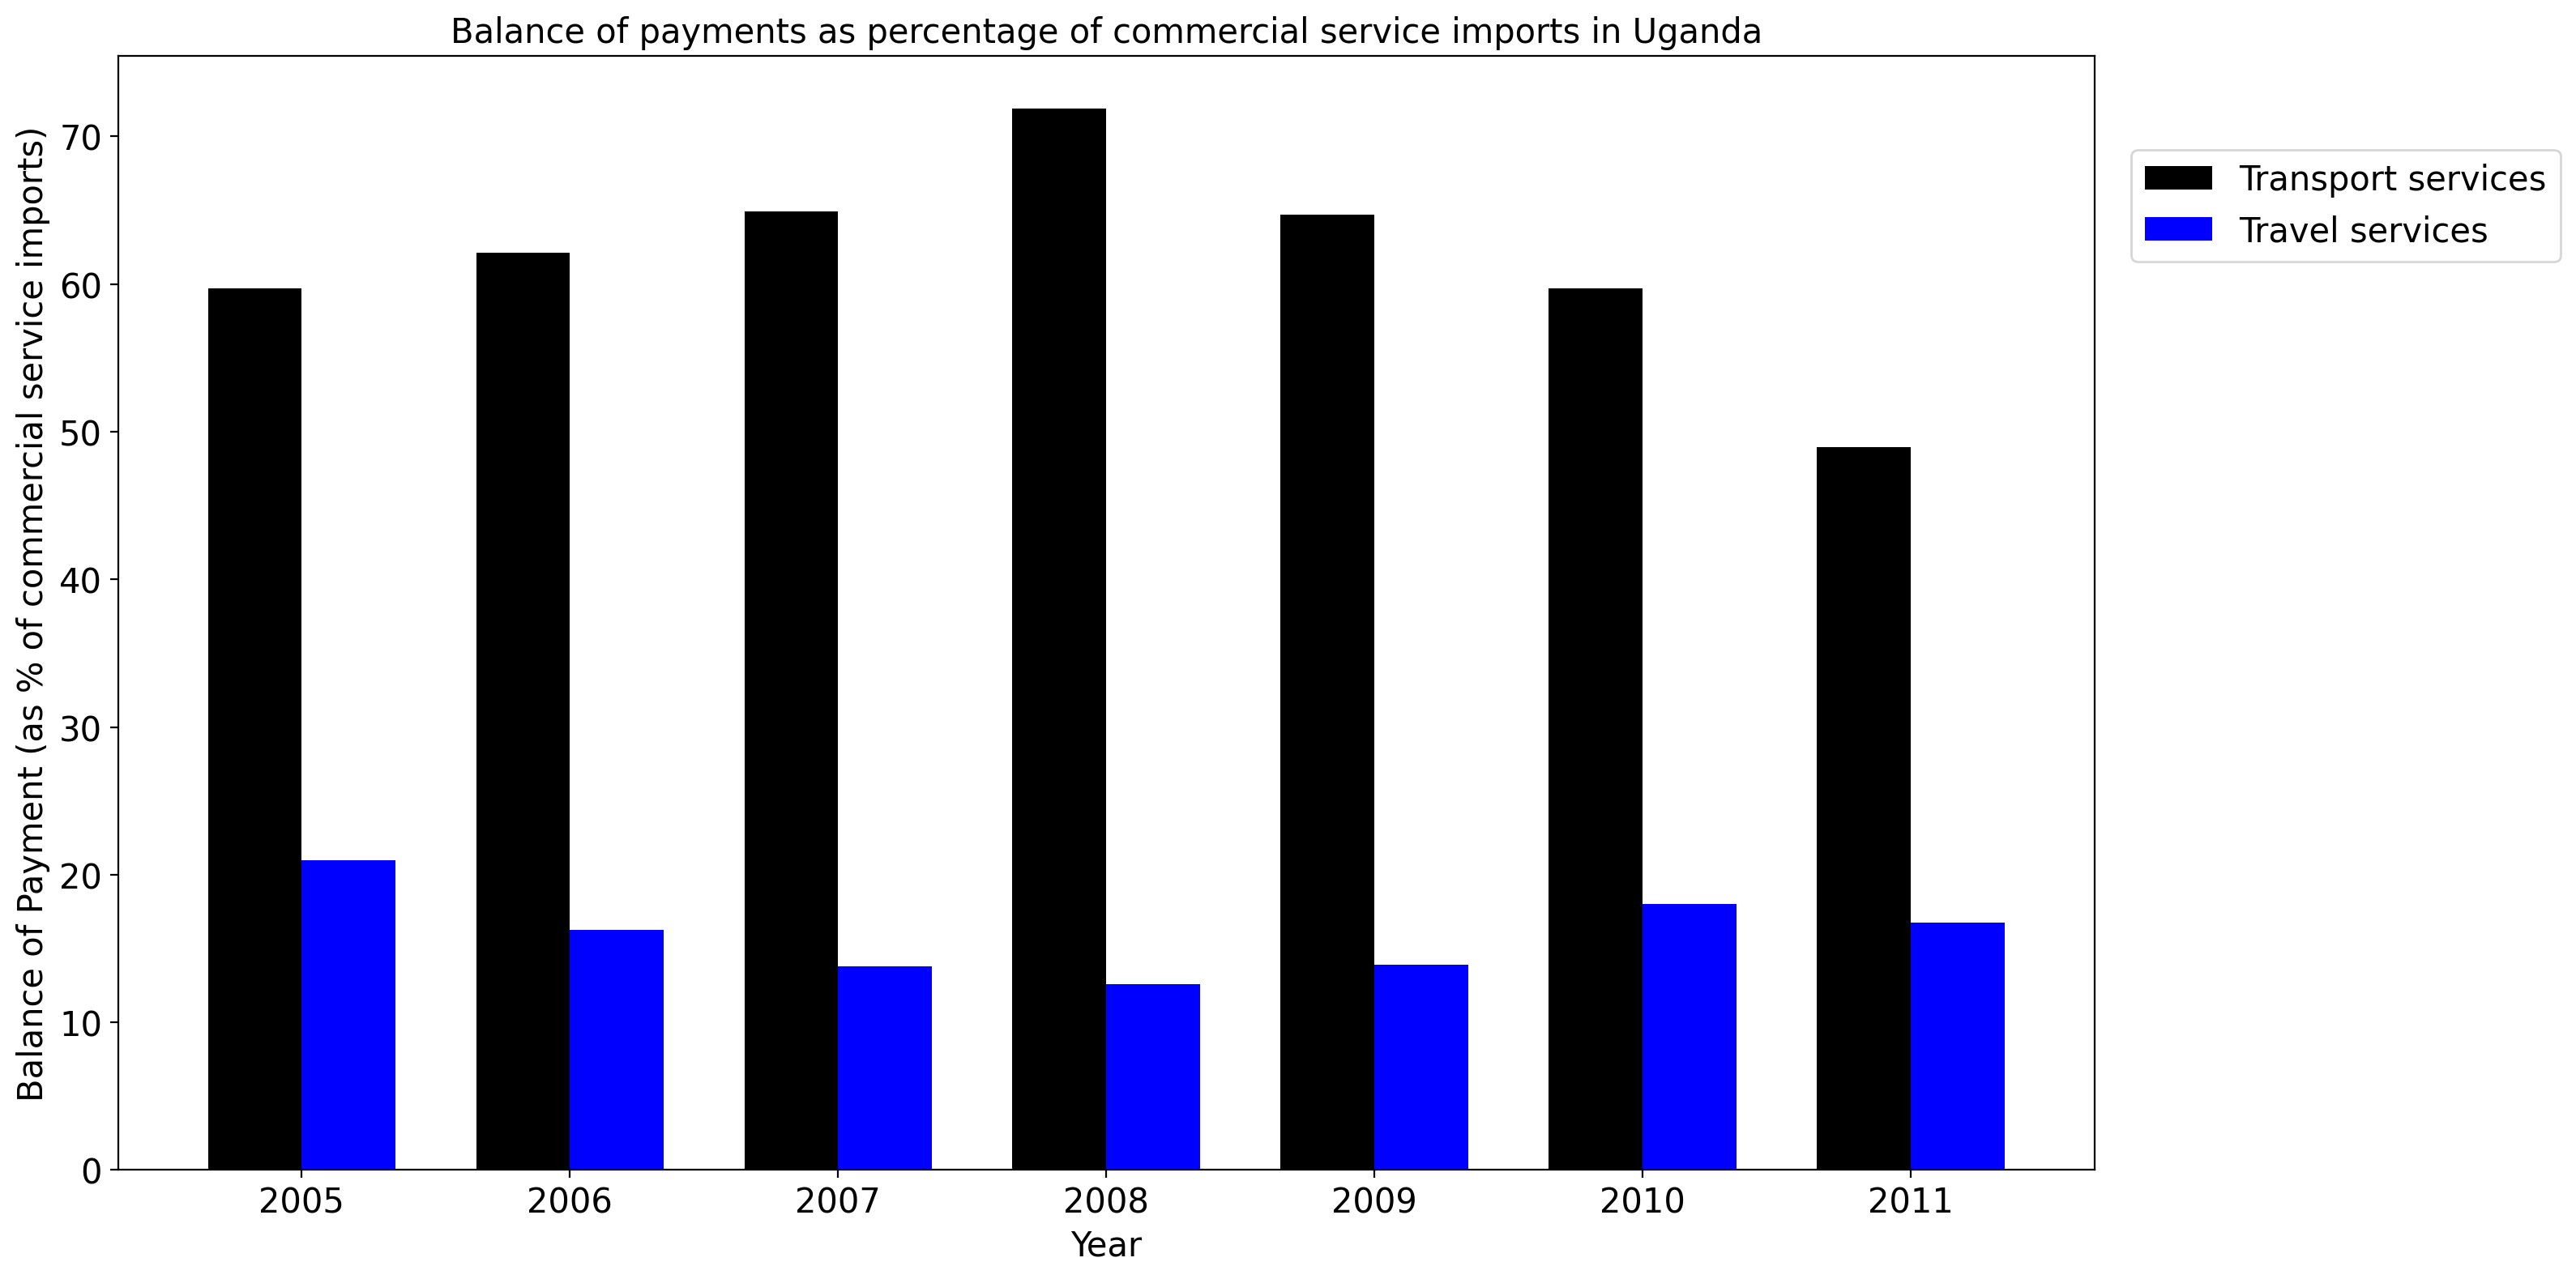 Balance of payments as percentage of commercial service imports in Uganda
Balance of Payment (as % of commercial service imports)
70
60
50
40
30
20
10
0
2005 2006 2007 2008 2009 2010 2011
Year
Transport services
Travel services